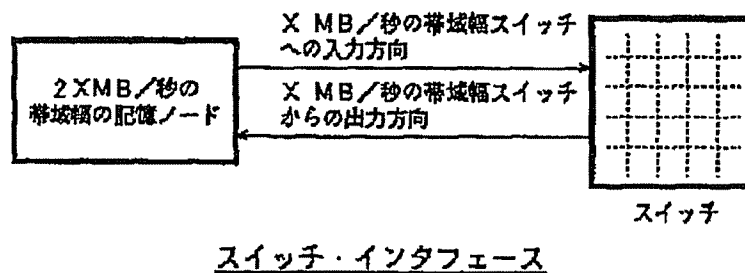 X MB/秒の帯域幅スイッチ
への入力方向
2XMB/秒の
帯域幅の記憶ノード
X MB/秒の帯域幅スイッチ
からの出力方向
スイッチ
スイッチ・インタフェース